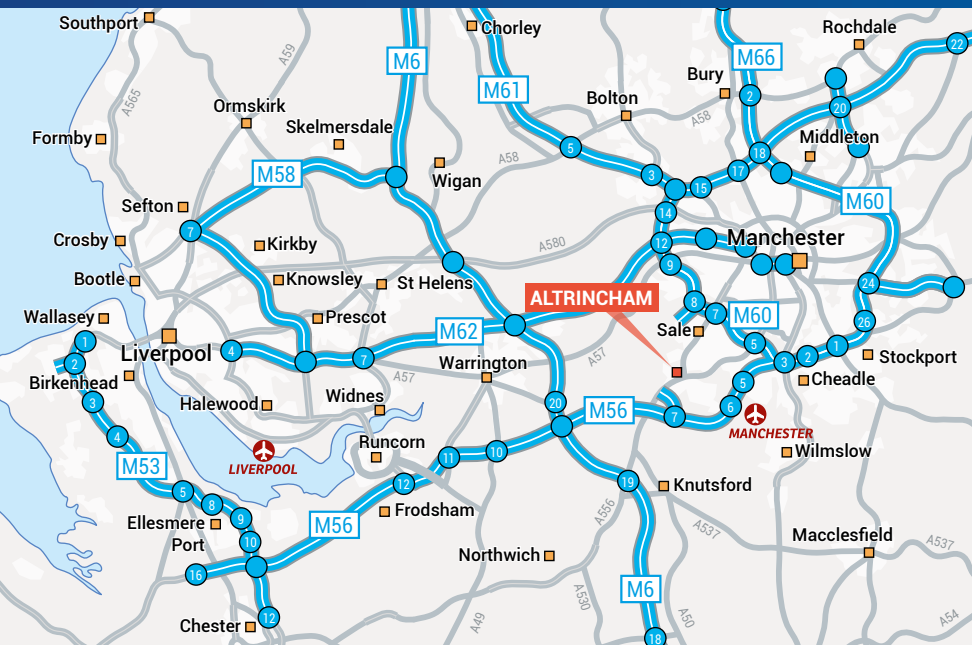 Southport
Chorley
Rochdale
22
A59
M6
M66
M61
Bury
2
A565
Ormskirk
Bolton
20
Skelmersdale
A58
Formby
Middleton
5
18
A58
M58
Wigan
3
17
15
M60
Sefton
14
7
Crosby
Kirkby
A580
12
Manchester
9
Bootle
Knowsley
St Helens
24
ALTRINCHAM
8
Wallasey
Prescot
7
M60
26
M62
Sale
1
Liverpool
4
7
A57
5
1
2
Warrington
3
2
Stockport
Birkenhead
A57
5
Cheadle
3
Halewood
Widnes
20
M56
7
6
MANCHESTER
4
Runcorn
LIVERPOOL
11
10
Wilmslow
M53
5
12
19
Knutsford
8
Frodsham
A556
9
M56
Ellesmere
Port
10
A537
Macclesfield
A537
Northwich
16
M6
A530
12
A49
A50
A54
Chester
18